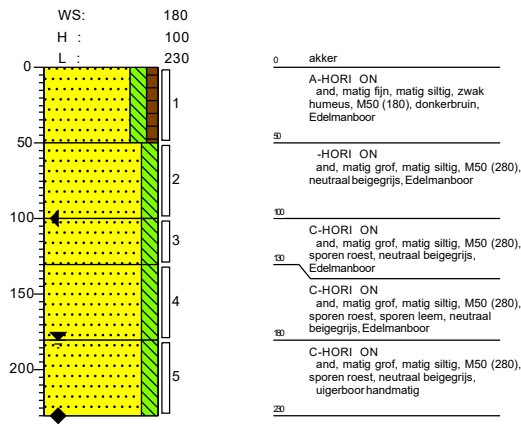 WS: 180
H : 100
L : 230
0
50
100
150
200
1
2
3
4
5
0 akker
A-HORI ON
and, matig fijn, matig siltig, zwak
humeus, M50 (180), donkerbruin,
Edelmanboor
50
-HORI ON
and, matig grof, matig siltig, M50 (280),
neutraal beigegrijs, Edelmanboor
100
C-HORI ON
and, matig grof, matig siltig, M50 (280),
sporen roest, neutraal beigegrijs,
Edelmanboor
130
C-HORI ON
and, matig grof, matig siltig, M50 (280),
sporen roest, sporen leem, neutraal
beigegrijs, Edelmanboor
180
C-HORI ON
and, matig grof, matig siltig, M50 (280),
sporen roest, neutraal beigegrijs,
uigerboor handmatig
230